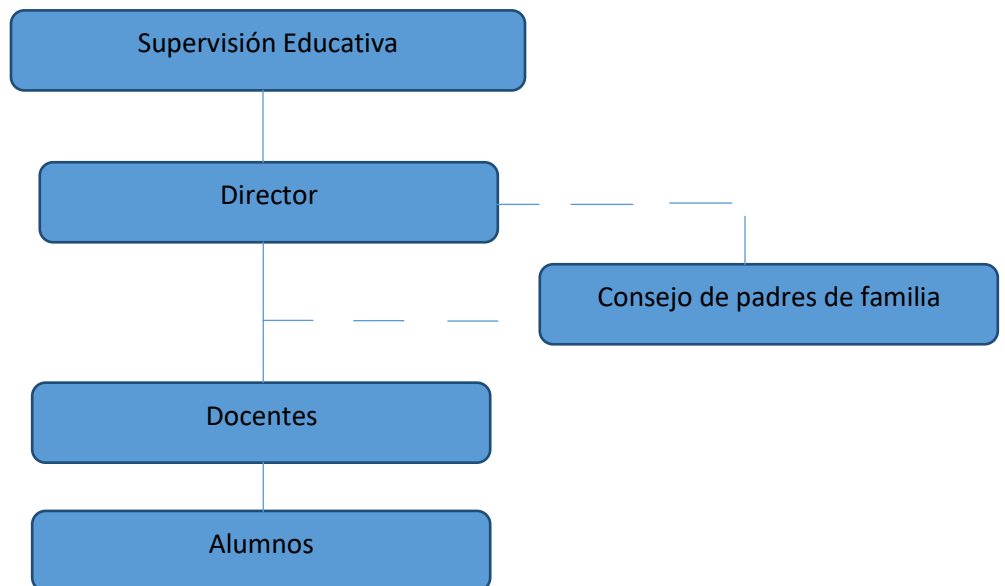 Supervisión Educativa
Director
Consejo de padres de familia
Docentes
Alumnos